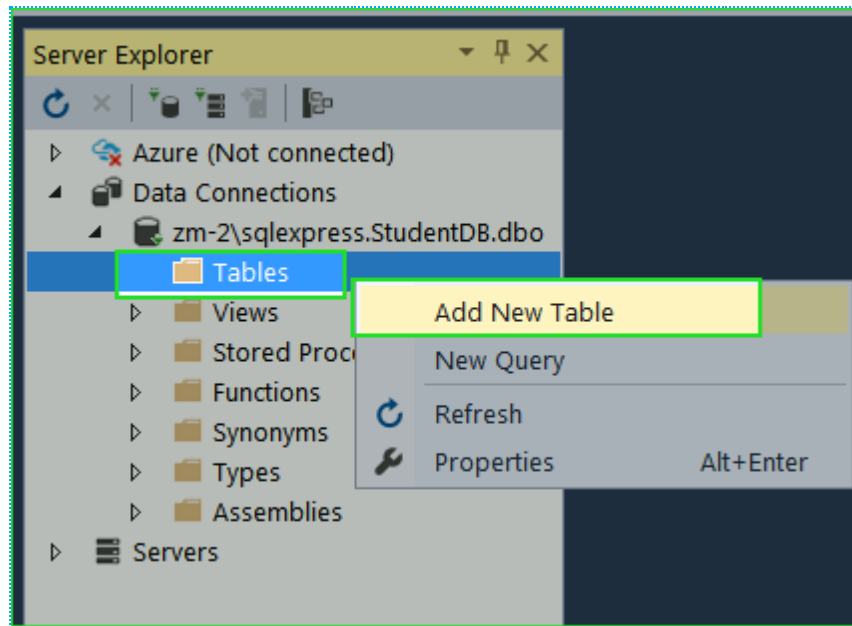 Server Explorer
Azure (Not connected)
Data Connections
zm-2\sqlexpress.StudentDB.dbo
Tables
Views
Stored Proc
Functions
Synonyms
Types
Assemblies
Servers
Add New Table
New Query
Refresh
Properties Alt+Enter